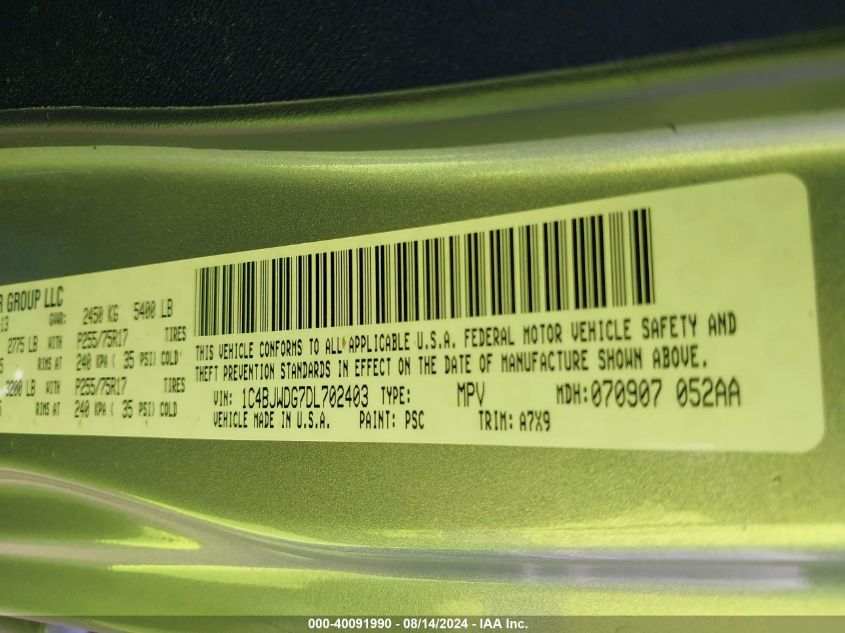 R GROUP LLC
-13 GVWR: 2450 KG 5400 LB
2775 LB WITH P255/75R17 TIRES
RIMS AT 240 KPA ( 35 PSI) COLD
3200 LB WITH P255/75R17 TIRES
RIMS AT 240 KPA ( 35 PSI) COLD
THIS VEHICLE CONFORMS TO ALL APPLICABLE U.S.A. FEDERAL MOTOR VEHICLE SAFETY AND
THEFT PREVENTION STANDARDS IN EFFECT ON THE DATE OF MANUFACTURE SHOWN ABOVE.
VIN: 1C4BJWDG7DL702403 TYPE: MPV MDH: 070907 052AA
VEHICLE MADE IN U.S.A. PAINT: PSC TRIM: A7X9
000-40091990 - 08/14/2024 - IAA Inc.